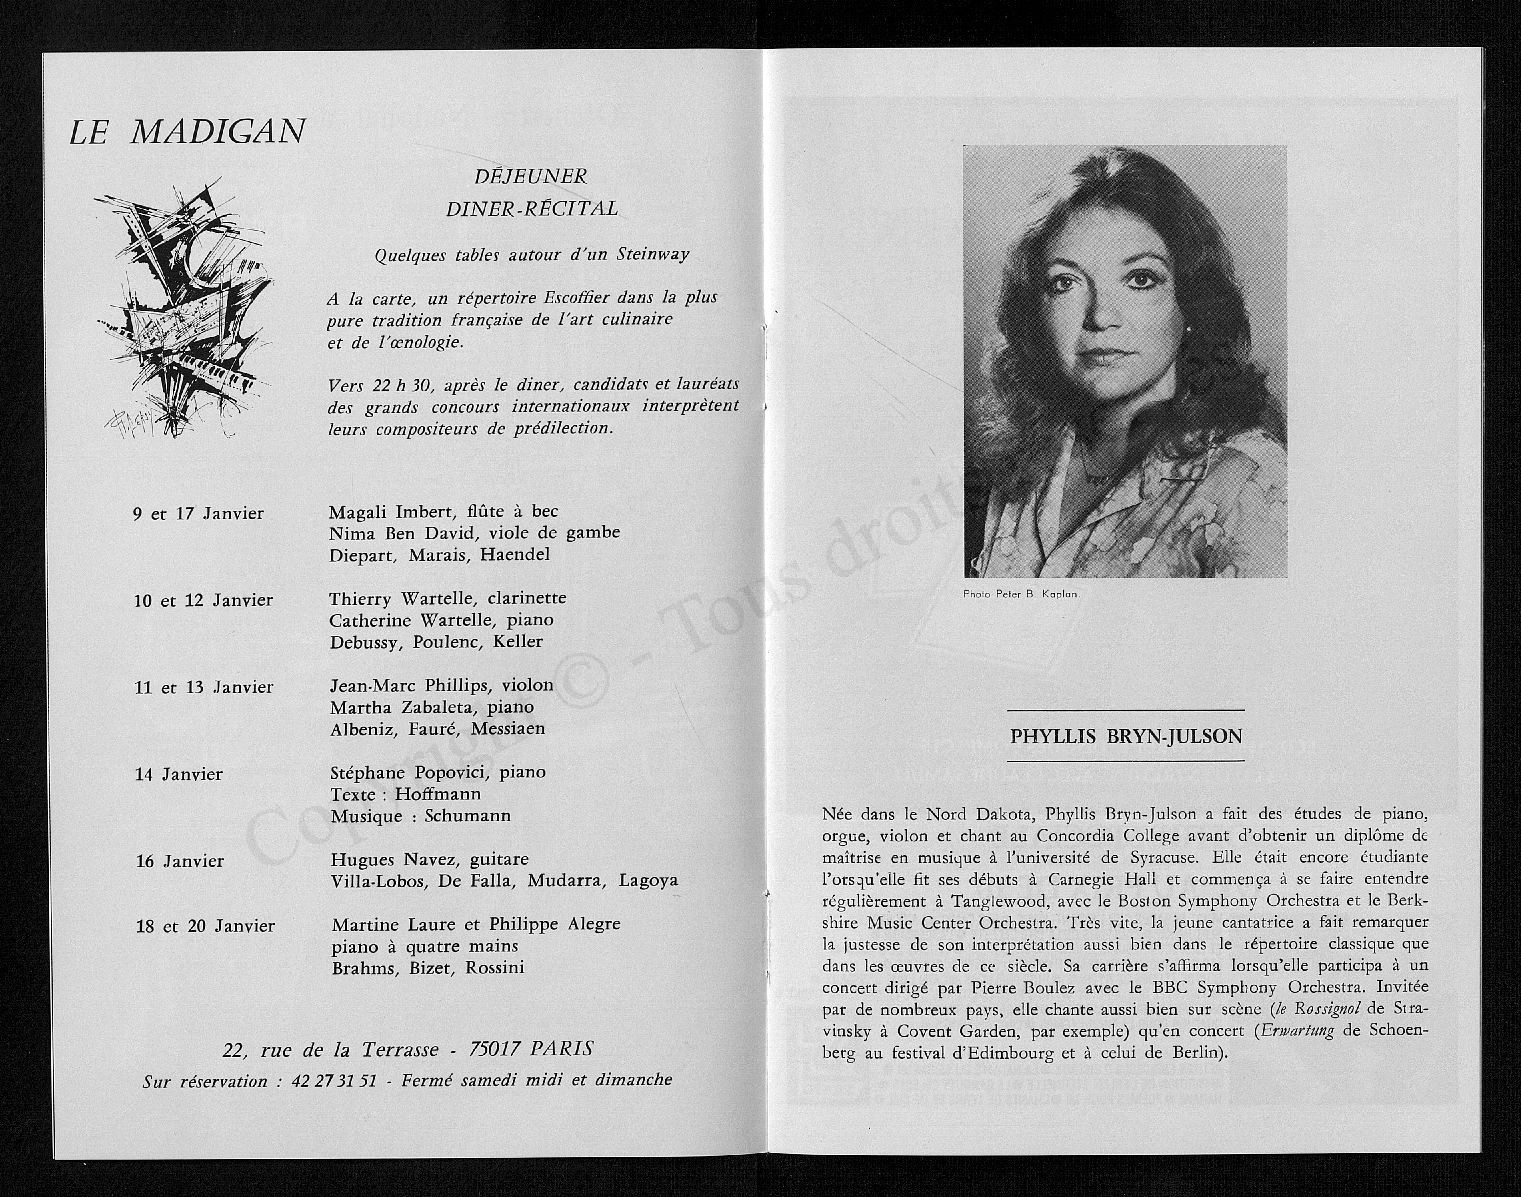 LE MADIGAN
DÉJEUNER
DINER-RÉCITAL
Quelques tables autour d'un Steinway
A la carte, un répertoire Escoffier dans la plus
pure tradition française de l'art culinaire
et de l'œnologie.
Vers 22 h 30, après le diner, candidats et lauréats
des grands concours internationaux interprètent
leurs compositeurs de prédilection.
9 et 17 Janvier Magali Imbert, flûte à bec
Nima Ben David, viole de gambe
Diepart, Marais, Haendel
10 et 12 Janvier Thierry Wartelle, clarinette
Catherine Wartelle, piano
Debussy, Poulenc, Keller
11 et 13 Janvier Jean-Marc Phillips, violon
Martha Zabaleta, piano
Albeniz, Fauré, Messiaen
14 Janvier Stéphane Popovici, piano
Texte : Hoffmann
Musique : Schumann
16 Janvier Hugues Navez, guitare
Villa-Lobos, De Falla, Mudarra, Lagoya
18 et 20 Janvier Martine Laure et Philippe Alegre
piano à quatre mains
Brahms, Bizet, Rossini
22, rue de la Terrasse - 75017 PARIS
Sur réservation : 42 27 31 51 - Fermé samedi midi et dimanche
Photo Peter B. Kaplan.
PHYLLIS BRYN-JULSON
Née dans le Nord Dakota, Phyllis Bryn-Julson a fait des études de piano,
orgue, violon et chant au Concordia College avant d'obtenir un diplôme de
maîtrise en musique à l'université de Syracuse. Elle était encore étudiante
l'orsqu'elle fit ses débuts à Carnegie Hall et commença à se faire entendre
régulièrement à Tanglewood, avec le Boston Symphony Orchestra et le Berk-
shire Music Center Orchestra. Très vite, la jeune cantatrice a fait remarquer
la justesse de son interprétation aussi bien dans le répertoire classique que
dans les œuvres de ce siècle. Sa carrière s'affirma lorsqu'elle participa à un
concert dirigé par Pierre Boulez avec le BBC Symphony Orchestra. Invitée
par de nombreux pays, elle chante aussi bien sur scène (le Rossignol de Stra-
vinsky à Covent Garden, par exemple) qu'en concert (Erwartung de Schoen-
berg au festival d'Edimbourg et à celui de Berlin).
Copyright © - Tous droits